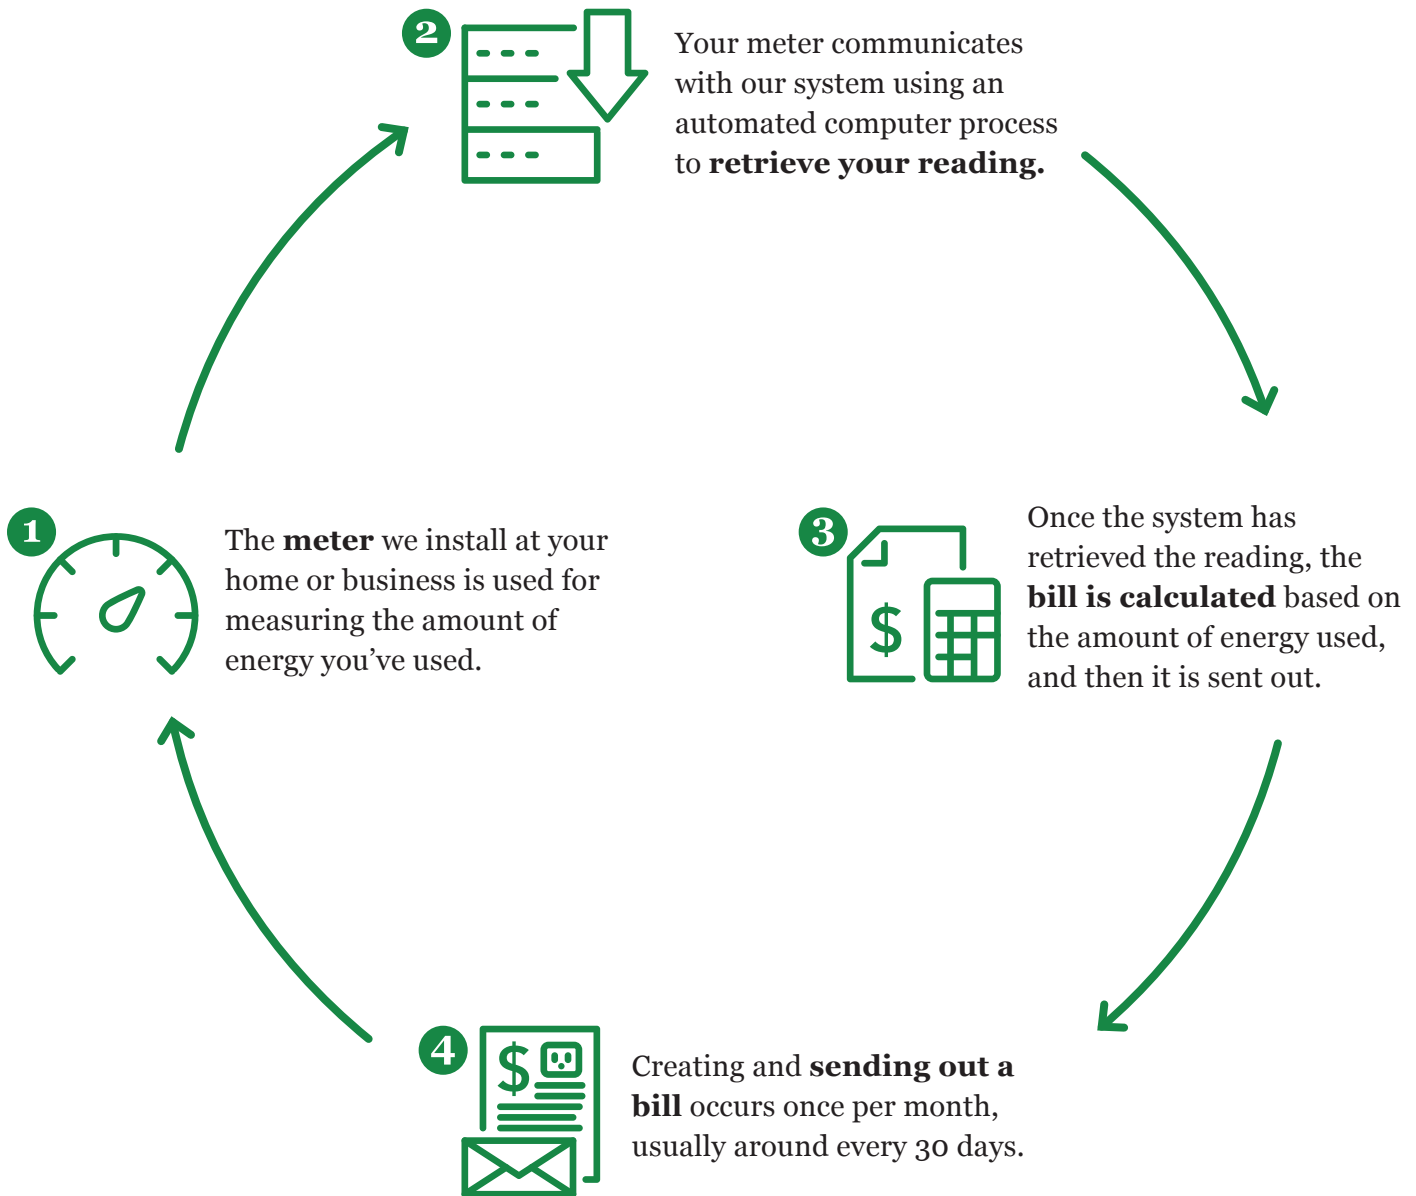 1
The meter we install at your
home or business is used for
measuring the amount of
energy you’ve used.
2
Your meter communicates
with our system using an
automated computer process
to retrieve your reading.
3
$
Once the system has
retrieved the reading, the
bill is calculated based on
the amount of energy used,
and then it is sent out.
4
$
Creating and sending out a
bill occurs once per month,
usually around every 30 days.